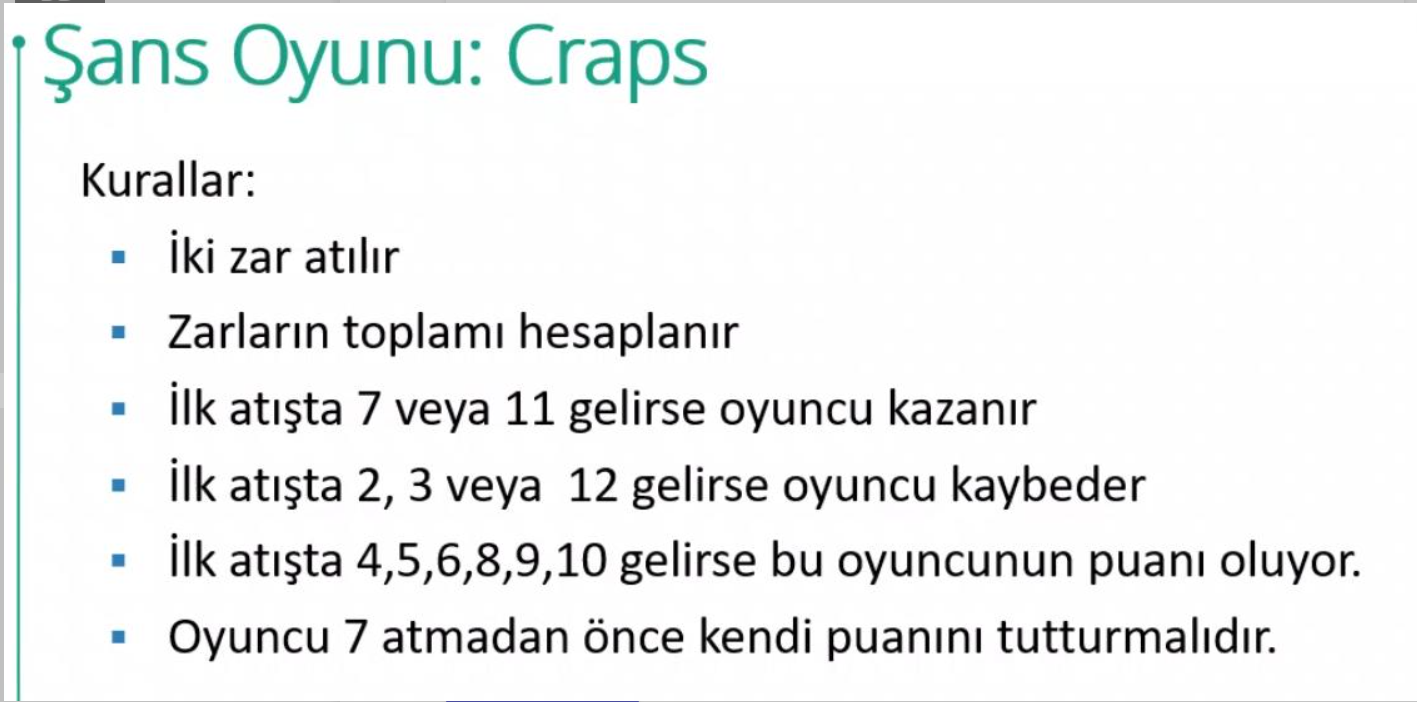 Şans Oyunu: Craps
Kurallar:
▪ İki zar atılır
▪ Zarların toplamı hesaplanır
▪ İlk atışta 7 veya 11 gelirse oyuncu kazanır
▪ İlk atışta 2, 3 veya 12 gelirse oyuncu kaybeder
▪ İlk atışta 4,5,6,8,9,10 gelirse bu oyuncunun puanı oluyor.
▪ Oyuncu 7 atmadan önce kendi puanını tutturmalıdır.